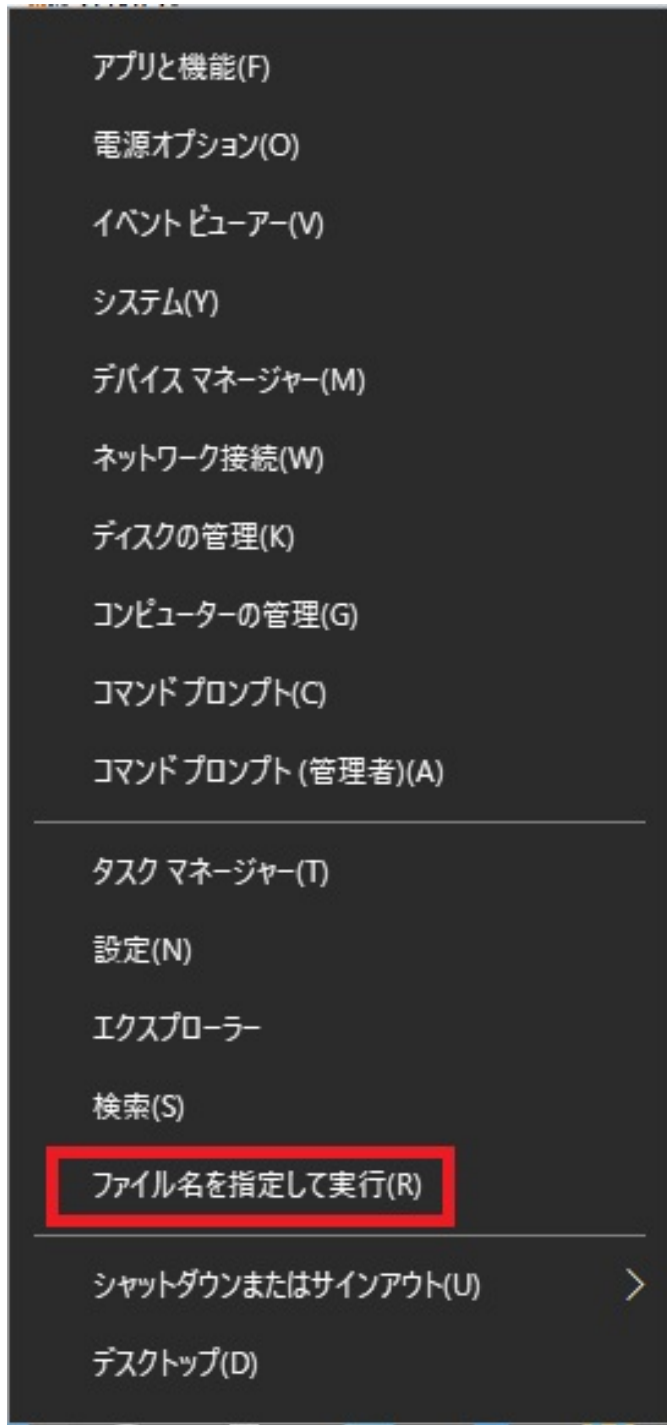 アプリと機能(F)
電源オプション(O)
イベント ビューアー(V)
システム(Y)
デバイス マネージャー(M)
ネットワーク接続(W)
ディスクの管理(K)
コンピューターの管理(G)
コマンド プロンプト(C)
コマンド プロンプト (管理者)(A)
タスク マネージャー(T)
設定(N)
エクスプローラー
検索(S)
ファイル名を指定して実行(R)
シャットダウンまたはサインアウト(U)
デスクトップ(D)